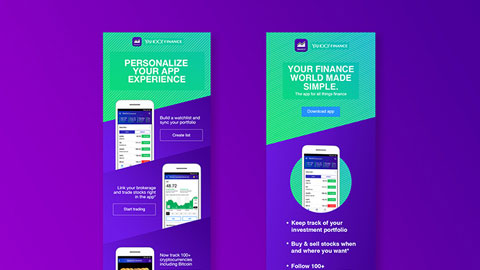 YAHOO! FINANCE
PERSONALIZE
YOUR APP
EXPERIENCE
Build a watchlist and
sync your portfolio
Create list
Link your brokerage
and trade stocks right
in the app*
Start trading
48.72
Now track 100+
cryptocurrencies
including Bitcoin
YAHOO! FINANCE
YOUR FINANCE
WORLD MADE
SIMPLE.
The app for all things finance
Download app
• Keep track of your
investment portfolio
• Buy & sell stocks when
and where you want*
• Follow 100+